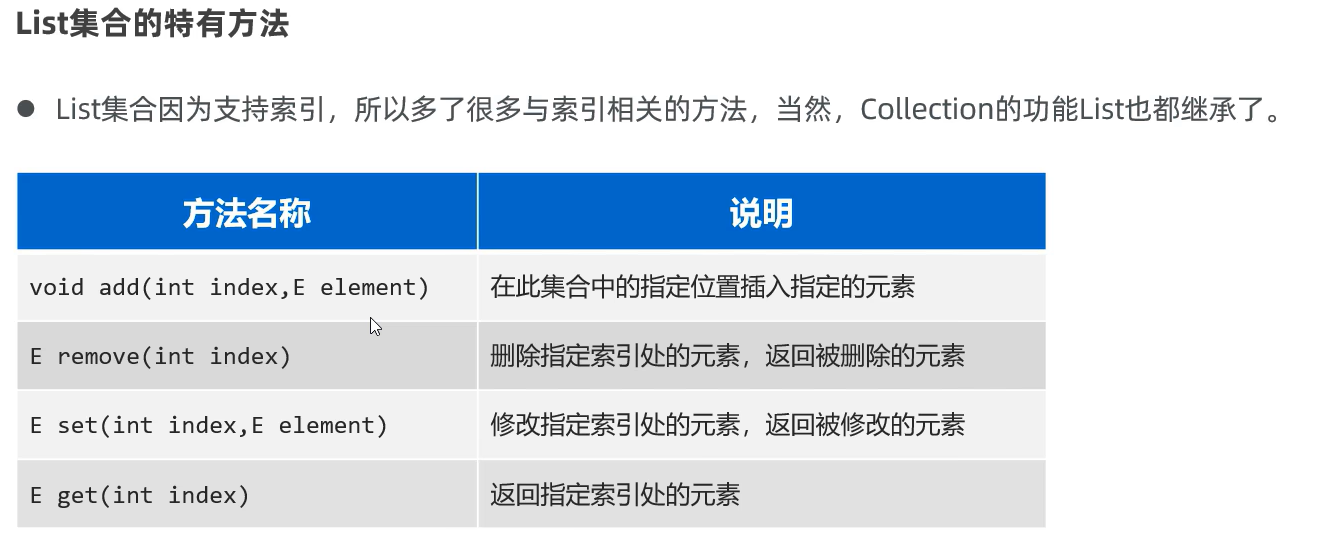 List集合的特有方法
● List集合因为支持索引，所以多了很多与索引相关的方法，当然，Collection的功能List也都继承了。
方法名称 说明
void add(int index,E element) 在此集合中的指定位置插入指定的元素
E remove(int index) 删除指定索引处的元素，返回被删除的元素
E set(int index,E element) 修改指定索引处的元素，返回被修改的元素
E get(int index) 返回指定索引处的元素